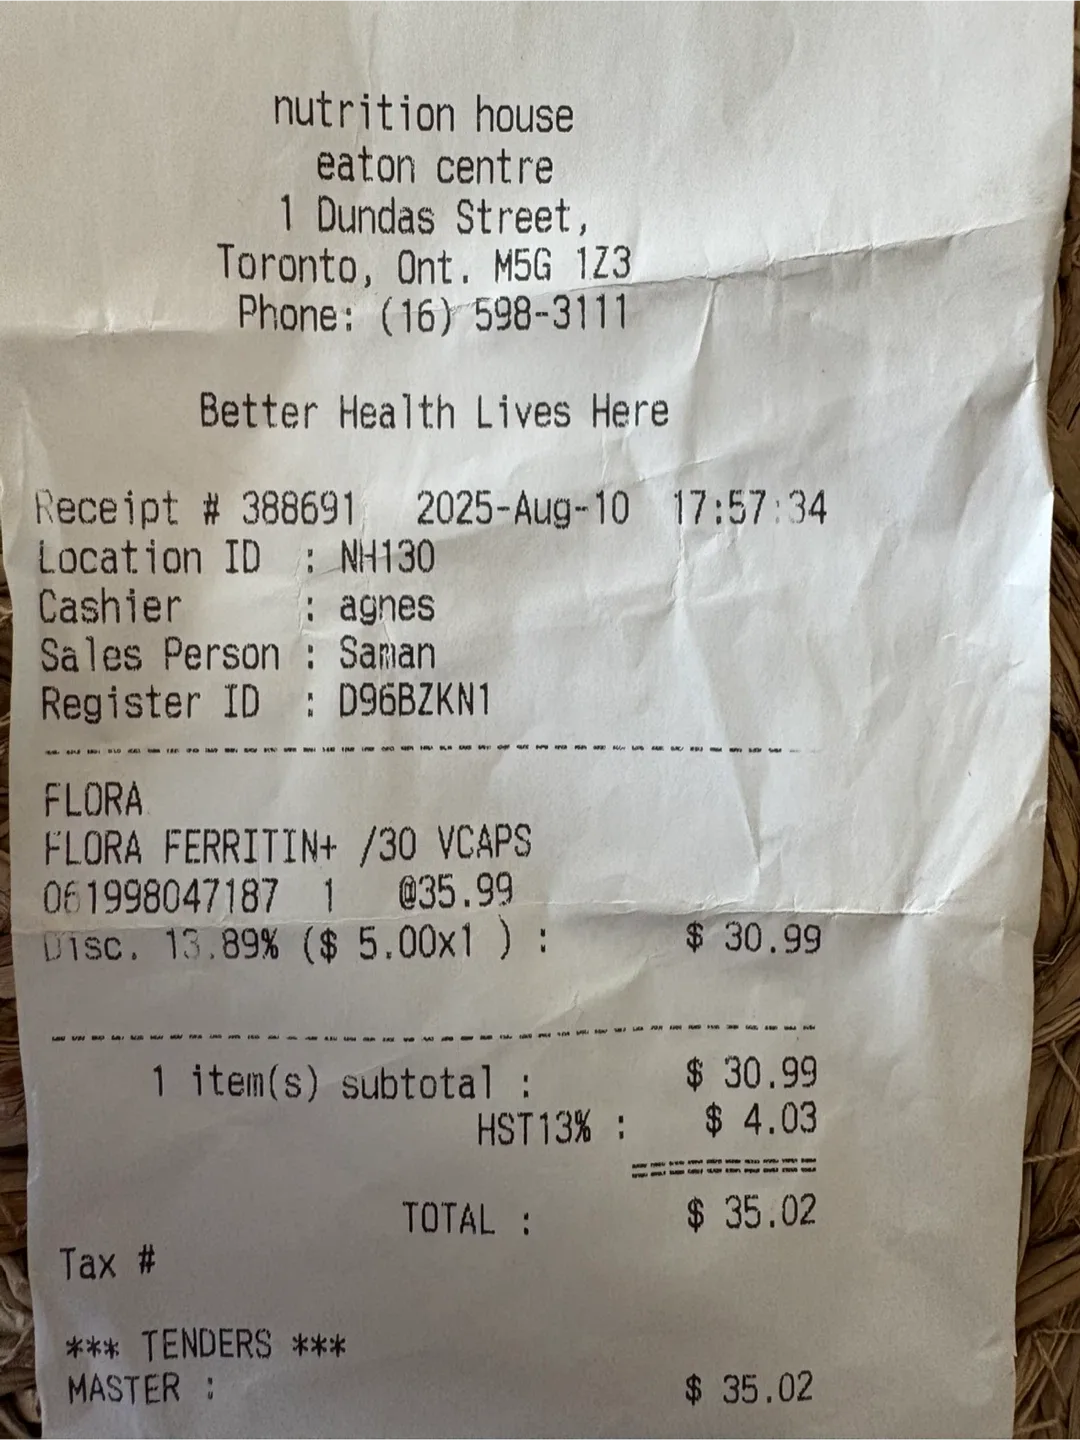 nutrition house
eaton centre
1 Dundas Street,
Toronto, Ont. M5G 1Z3
Phone: (16) 598-3111
Better Health Lives Here
Receipt # 388691 2025-Aug-10 17:57:34
Location ID : NH130
Cashier : agnes
Sales Person : Saman
Register ID : D96BZKN1
FLORA
FLORA FERRITIN+ /30 VCAPS
061998047187 1 @35.99
Disc. 13.89% ($ 5.00x1 ) : $ 30.99
1 item(s) subtotal : $ 30.99
HST13% : $ 4.03
TOTAL : $ 35.02
Tax #
*** TENDERS ***
MASTER : $ 35.02